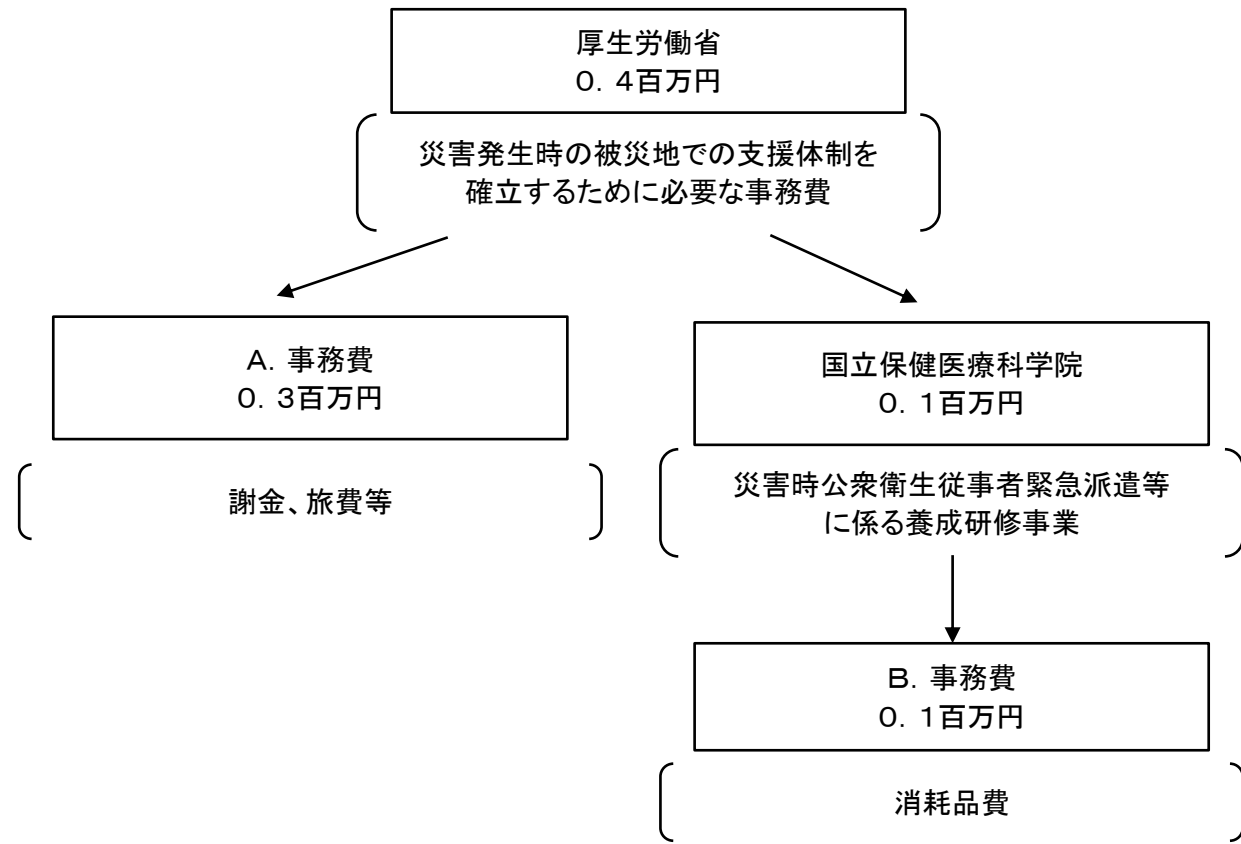 厚生労働省
０．４百万円
災害発生時の被災地での支援体制を
確立するために必要な事務費
Ａ．事務費
０．３百万円
謝金、旅費等
国立保健医療科学院
０．１百万円
災害時公衆衛生従事者緊急派遣等
に係る養成研修事業
Ｂ．事務費
０．１百万円
消耗品費